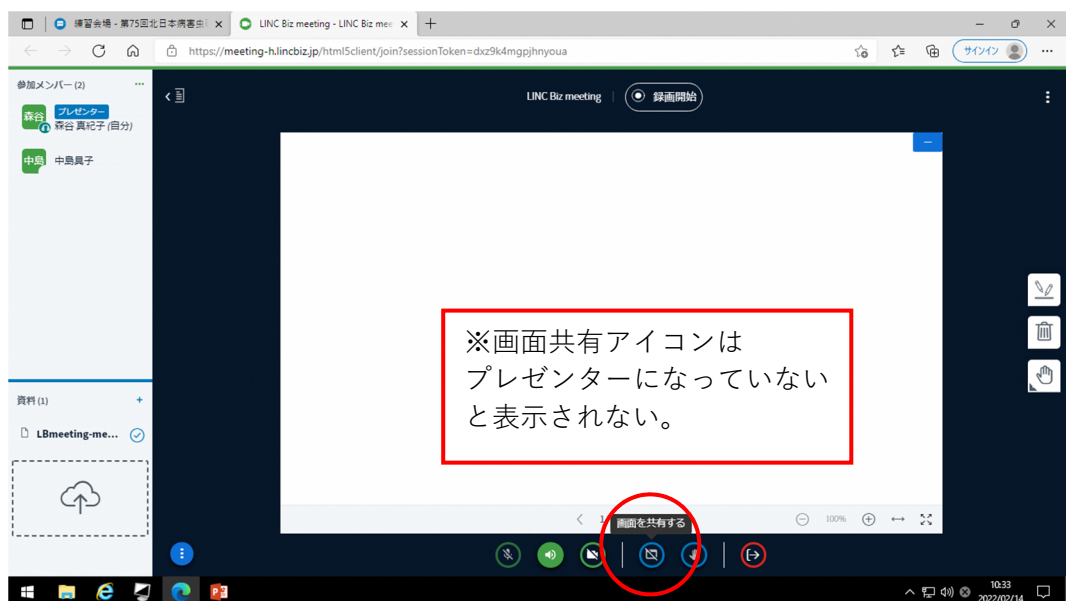 練習会場 - 第75回北日本病害虫
LINC Biz meeting - LINC Biz mee
https://meeting-h.lincbiz.jp/html5client/join?sessionToken=dxz9k4mgpjhnyoua
サインイン
参加メンバー (2)
LINC Biz meeting
録画開始
森谷
プレゼンター
森谷 真紀子 (自分)
中島
中島具子
※画面共有アイコンは
プレゼンターになっていない
と表示されない。
資料 (1)
LBmeeting-me...
1
画面を共有する
100%
10:33
2022/02/14